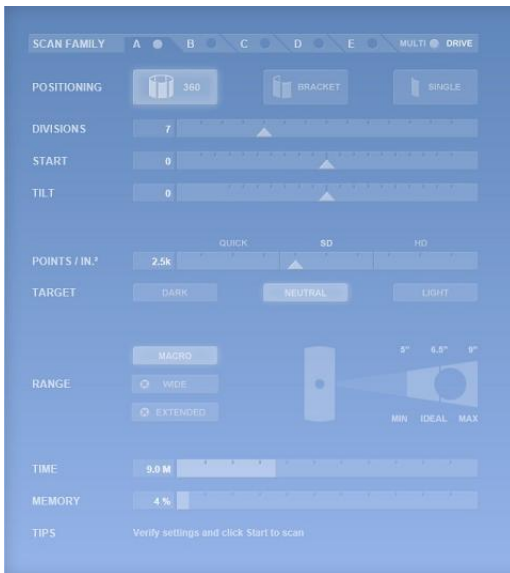 SCAN FAMILY A B C D E MULTI DRIVE
POSITIONING 360 BRACKET SINGLE
DIVISIONS 7
START 0
TILT 0
QUICK SD HD
POINTS / IN.² 2.5k
TARGET DARK NEUTRAL LIGHT
MACRO
5" 6.5" 9"
RANGE WIDE
EXTENDED
MIN IDEAL MAX
TIME 9.0 M
MEMORY 4 %
TIPS Verify settings and click Start to scan